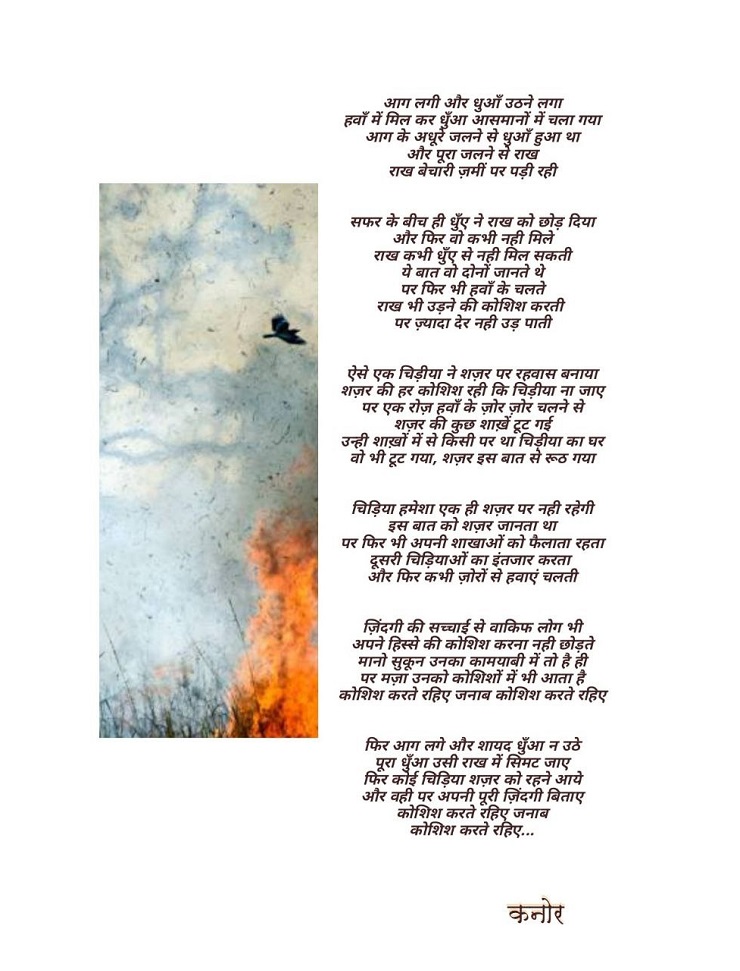 आग लगी और धुआँ उठने लगा
हवाँ में मिल कर धुँआ आसमानों में चला गया
आग के अधूरे जलने से धुआँ हुआ था
और पूरा जलने से राख
राख बेचारी ज़मीं पर पड़ी रही
सफर के बीच ही धुँए ने राख को छोड़ दिया
और फिर वो कभी नही मिले
राख कभी धुँए से नही मिल सकती
ये बात वो दोनों जानते थे
पर फिर भी हवाँ के चलते
राख भी उड़ने की कोशिश करती
पर ज़्यादा देर नही उड़ पाती
ऐसे एक चिड़ीया ने शज़र पर रहवास बनाया
शज़र की हर कोशिश रही कि चिड़ीया ना जाए
पर एक रोज़ हवाँ के ज़ोर ज़ोर चलने से
शज़र की कुछ शाख़ें टूट गई
उन्ही शाख़ों में से किसी पर था चिड़ीया का घर
वो भी टूट गया, शज़र इस बात से रूठ गया
चिड़िया हमेशा एक ही शज़र पर नही रहेगी
इस बात को शज़र जानता था
पर फिर भी अपनी शाखाओं को फैलाता रहता
दूसरी चिड़ियाओं का इंतजार करता
और फिर कभी ज़ोरों से हवाएं चलती
ज़िंदगी की सच्चाई से वाकिफ लोग भी
अपने हिस्से की कोशिश करना नही छोड़ते
मानो सुकून उनका कामयाबी में तो है ही
पर मज़ा उनको कोशिशों में भी आता है
कोशिश करते रहिए जनाब कोशिश करते रहिए
फिर आग लगे और शायद धुँआ न उठे
पूरा धुँआ उसी राख में सिमट जाए
फिर कोई चिड़िया शज़र को रहने आये
और वही पर अपनी पूरी ज़िंदगी बिताए
कोशिश करते रहिए जनाब
कोशिश करते रहिए...
कनोर